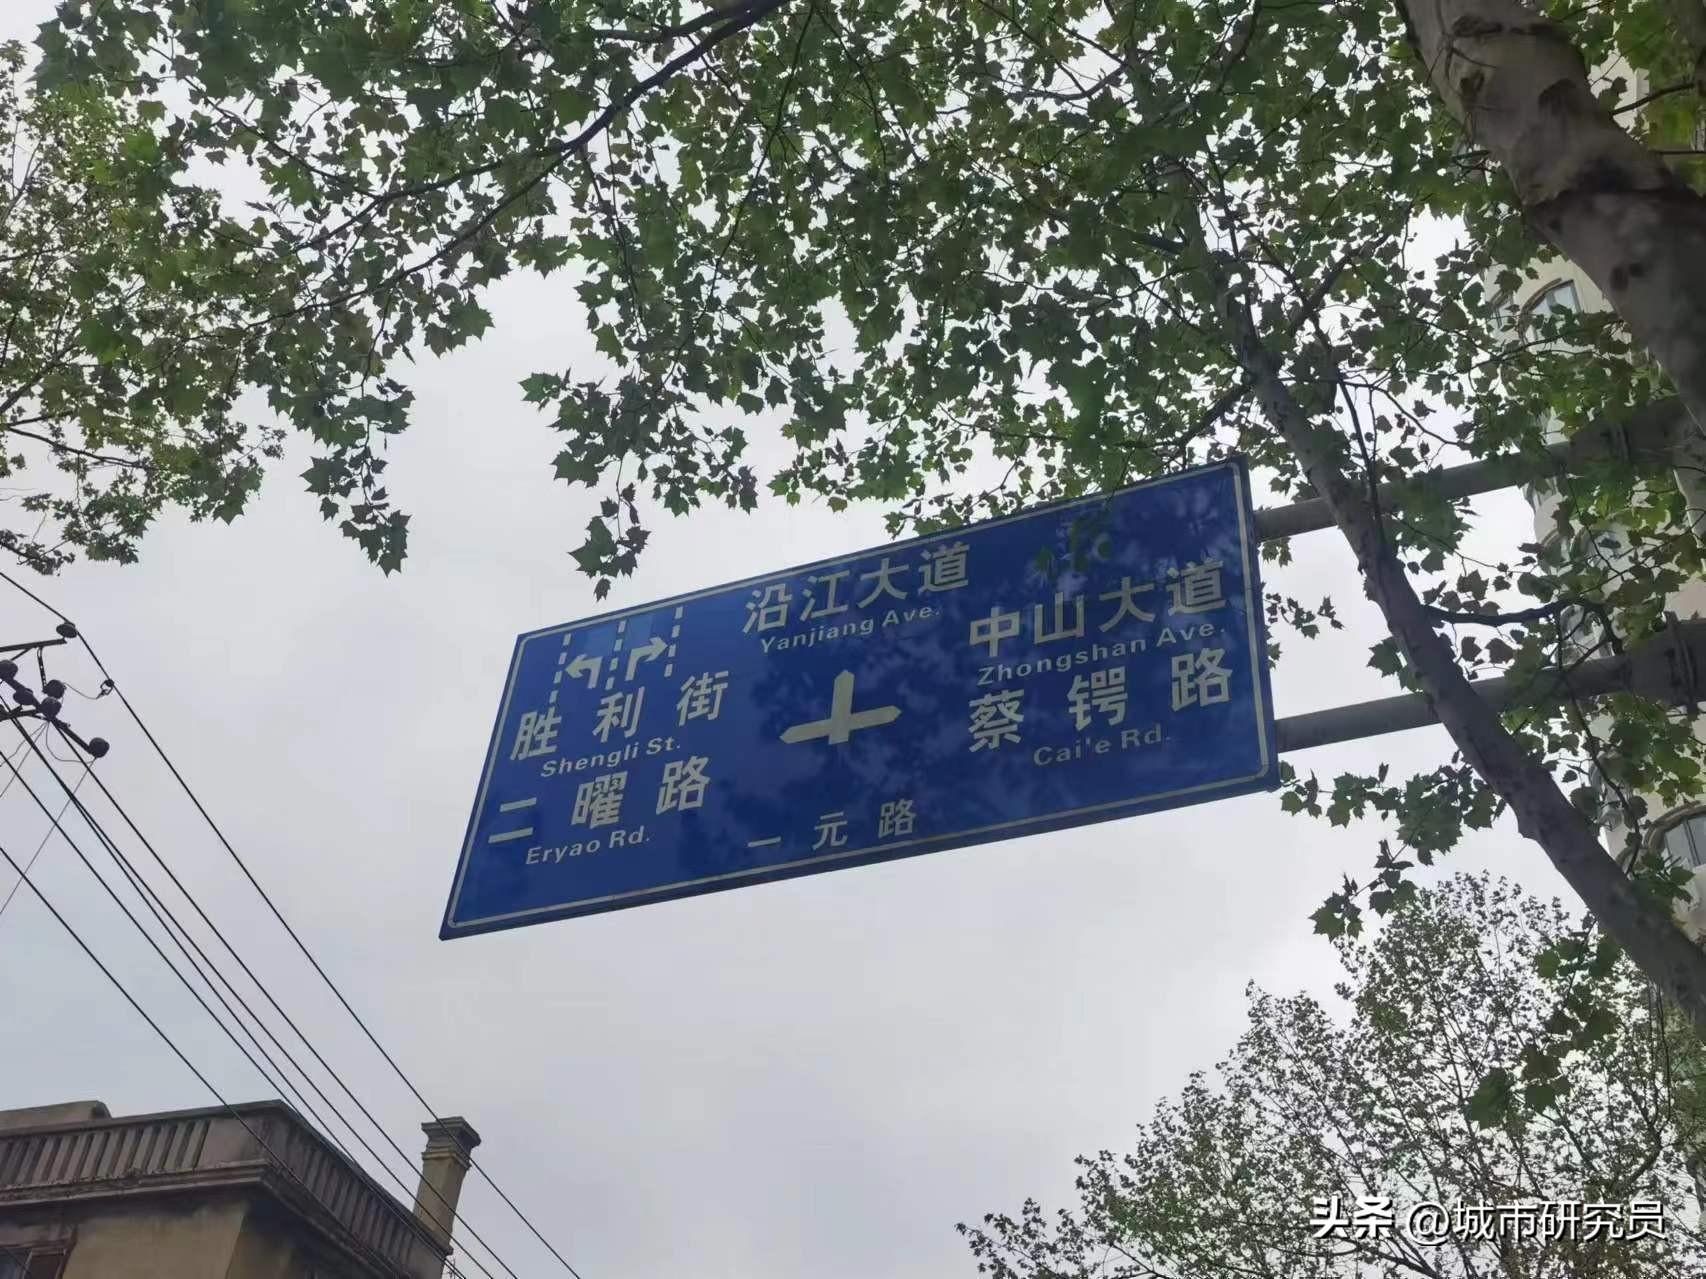 沿江大道
Yanjiang Ave.
胜利街
Shengli St.
二曜路
Eryao Rd.
中山大道
Zhongshan Ave.
蔡锷路
Cai'e Rd.
一元路
头条 @城市研究员